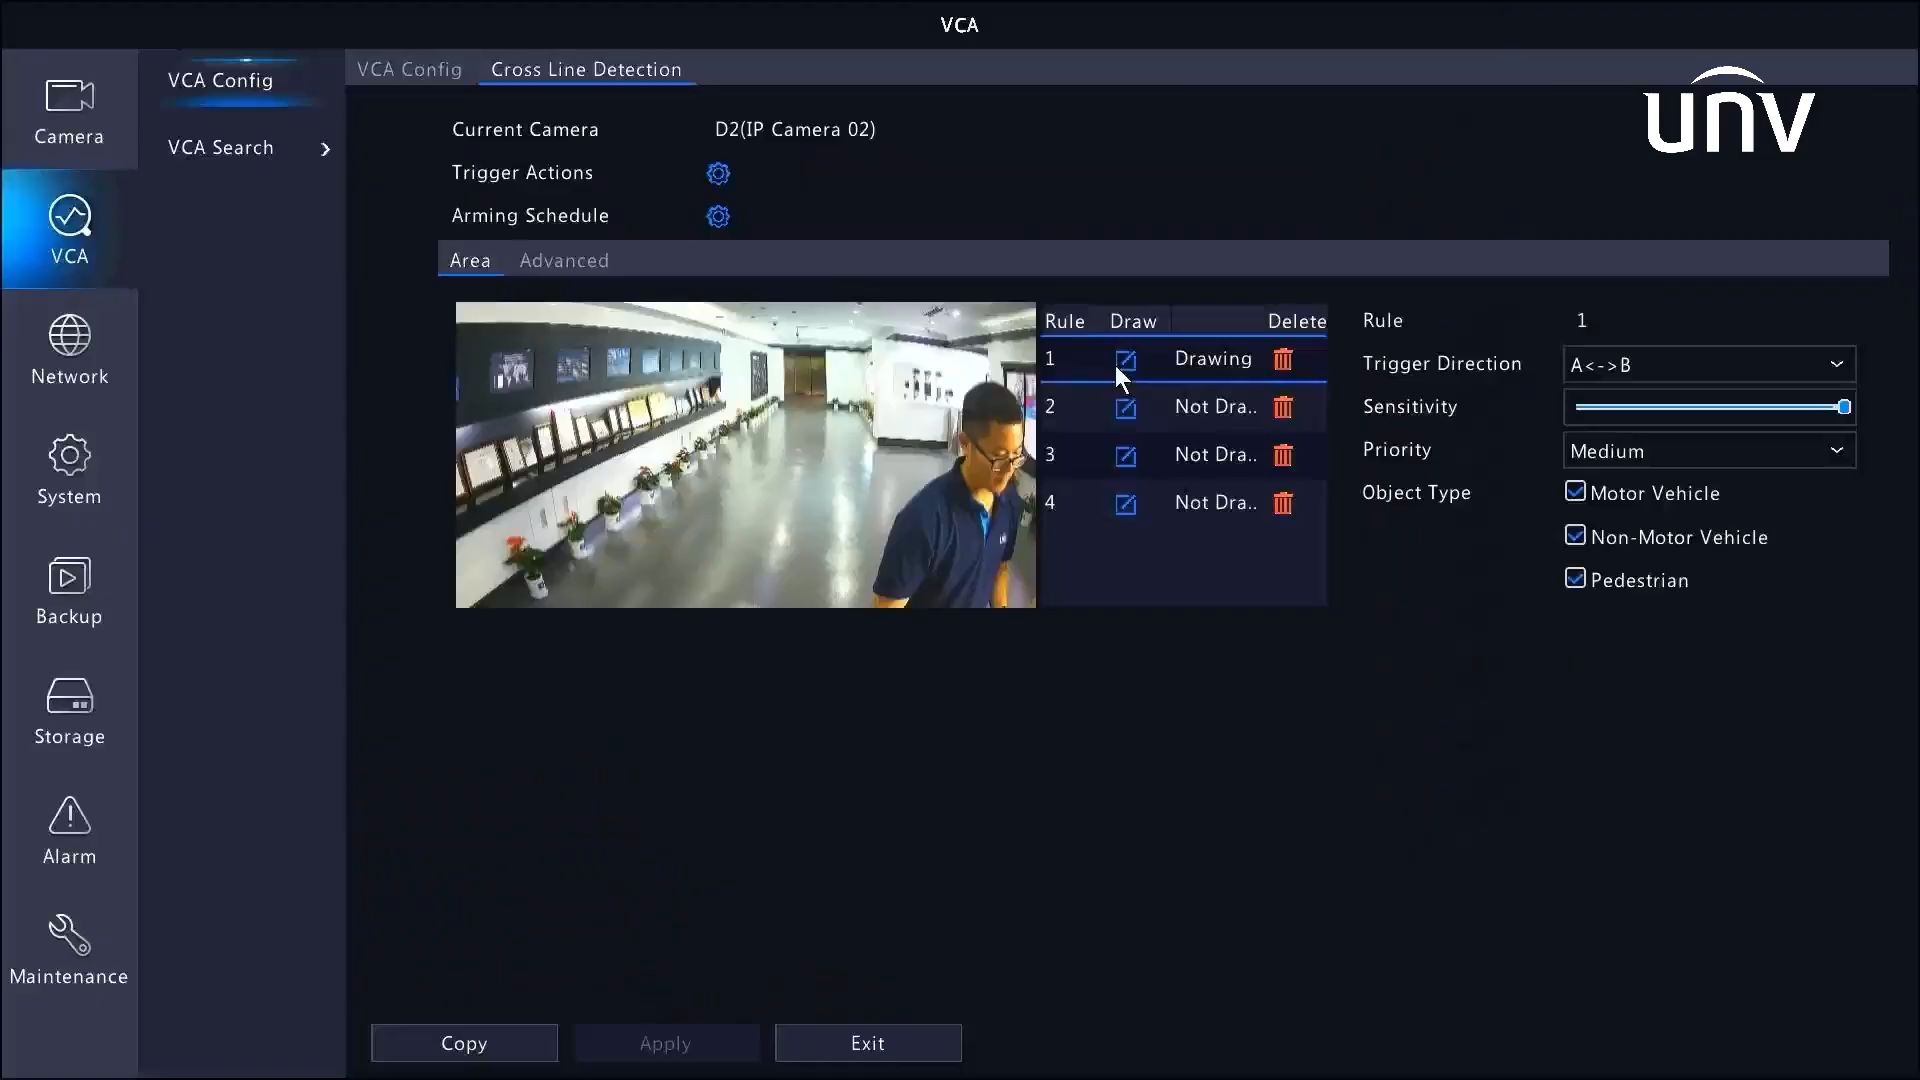 VCA
Camera
VCA
Network
System
Backup
Storage
Alarm
Maintenance
VCA Config
VCA Search
VCA Config Cross Line Detection
unv
Current Camera D2(IP Camera 02)
Trigger Actions
Arming Schedule
Area Advanced
Rule Draw Delete
1 Drawing
2 Not Dra..
3 Not Dra..
4 Not Dra..
Rule 1
Trigger Direction A<->B
Sensitivity
Priority Medium
Object Type Motor Vehicle
Non-Motor Vehicle
Pedestrian
Copy Apply Exit